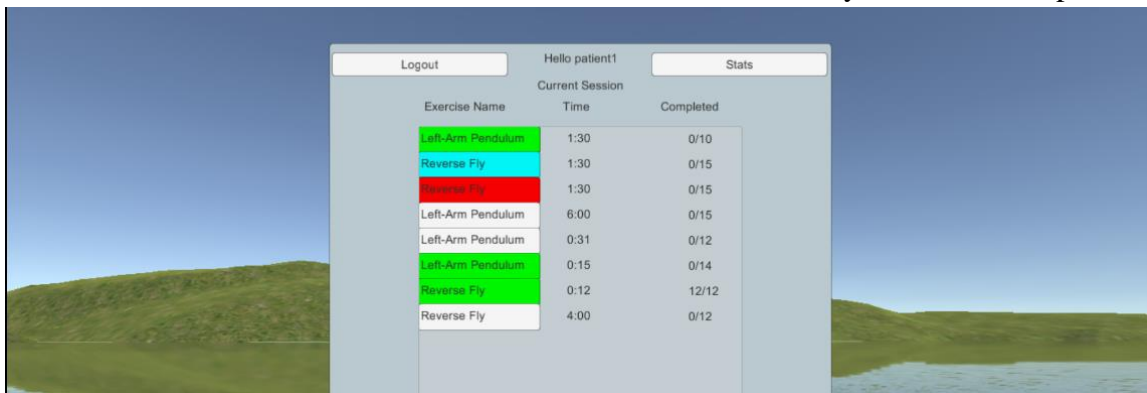 Logout Hello patient1 Stats
Current Session
Exercise Name Time Completed
Left-Arm Pendulum 1:30 0/10
Reverse Fly 1:30 0/15
Reverse Fly 1:30 0/15
Left-Arm Pendulum 6:00 0/15
Left-Arm Pendulum 0:31 0/12
Left-Arm Pendulum 0:15 0/14
Reverse Fly 0:12 12/12
Reverse Fly 4:00 0/12